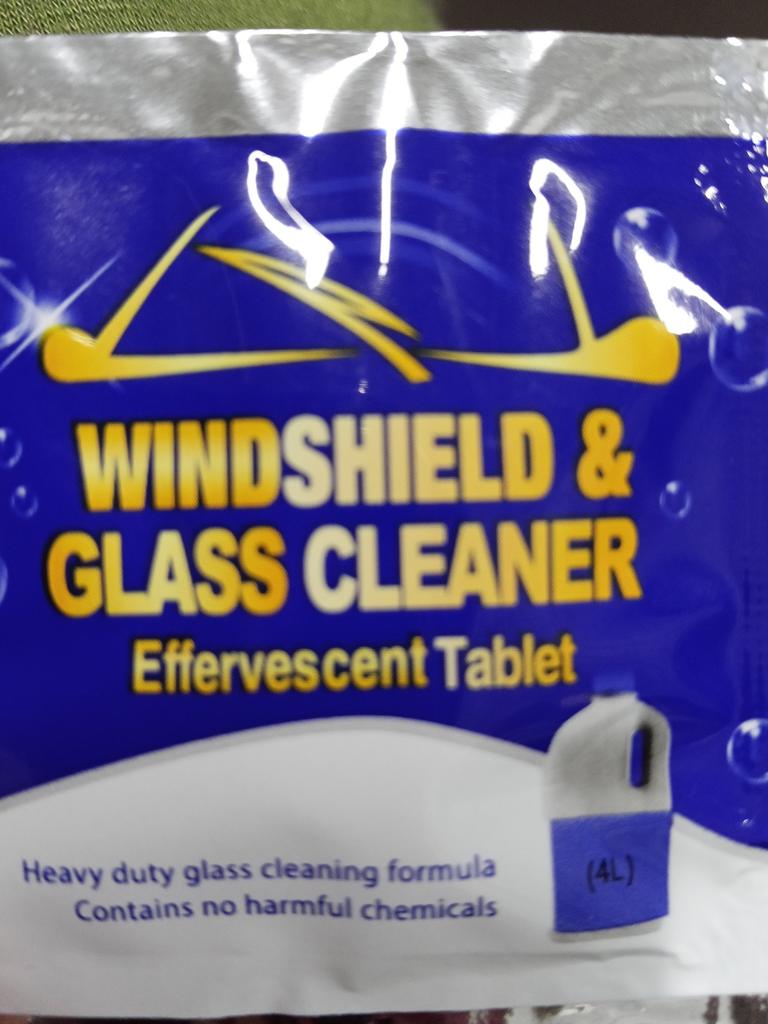 WINDSHIELD &
GLASS CLEANER
Effervescent Tablet
Heavy duty glass cleaning formula
Contains no harmful chemicals
(4L)